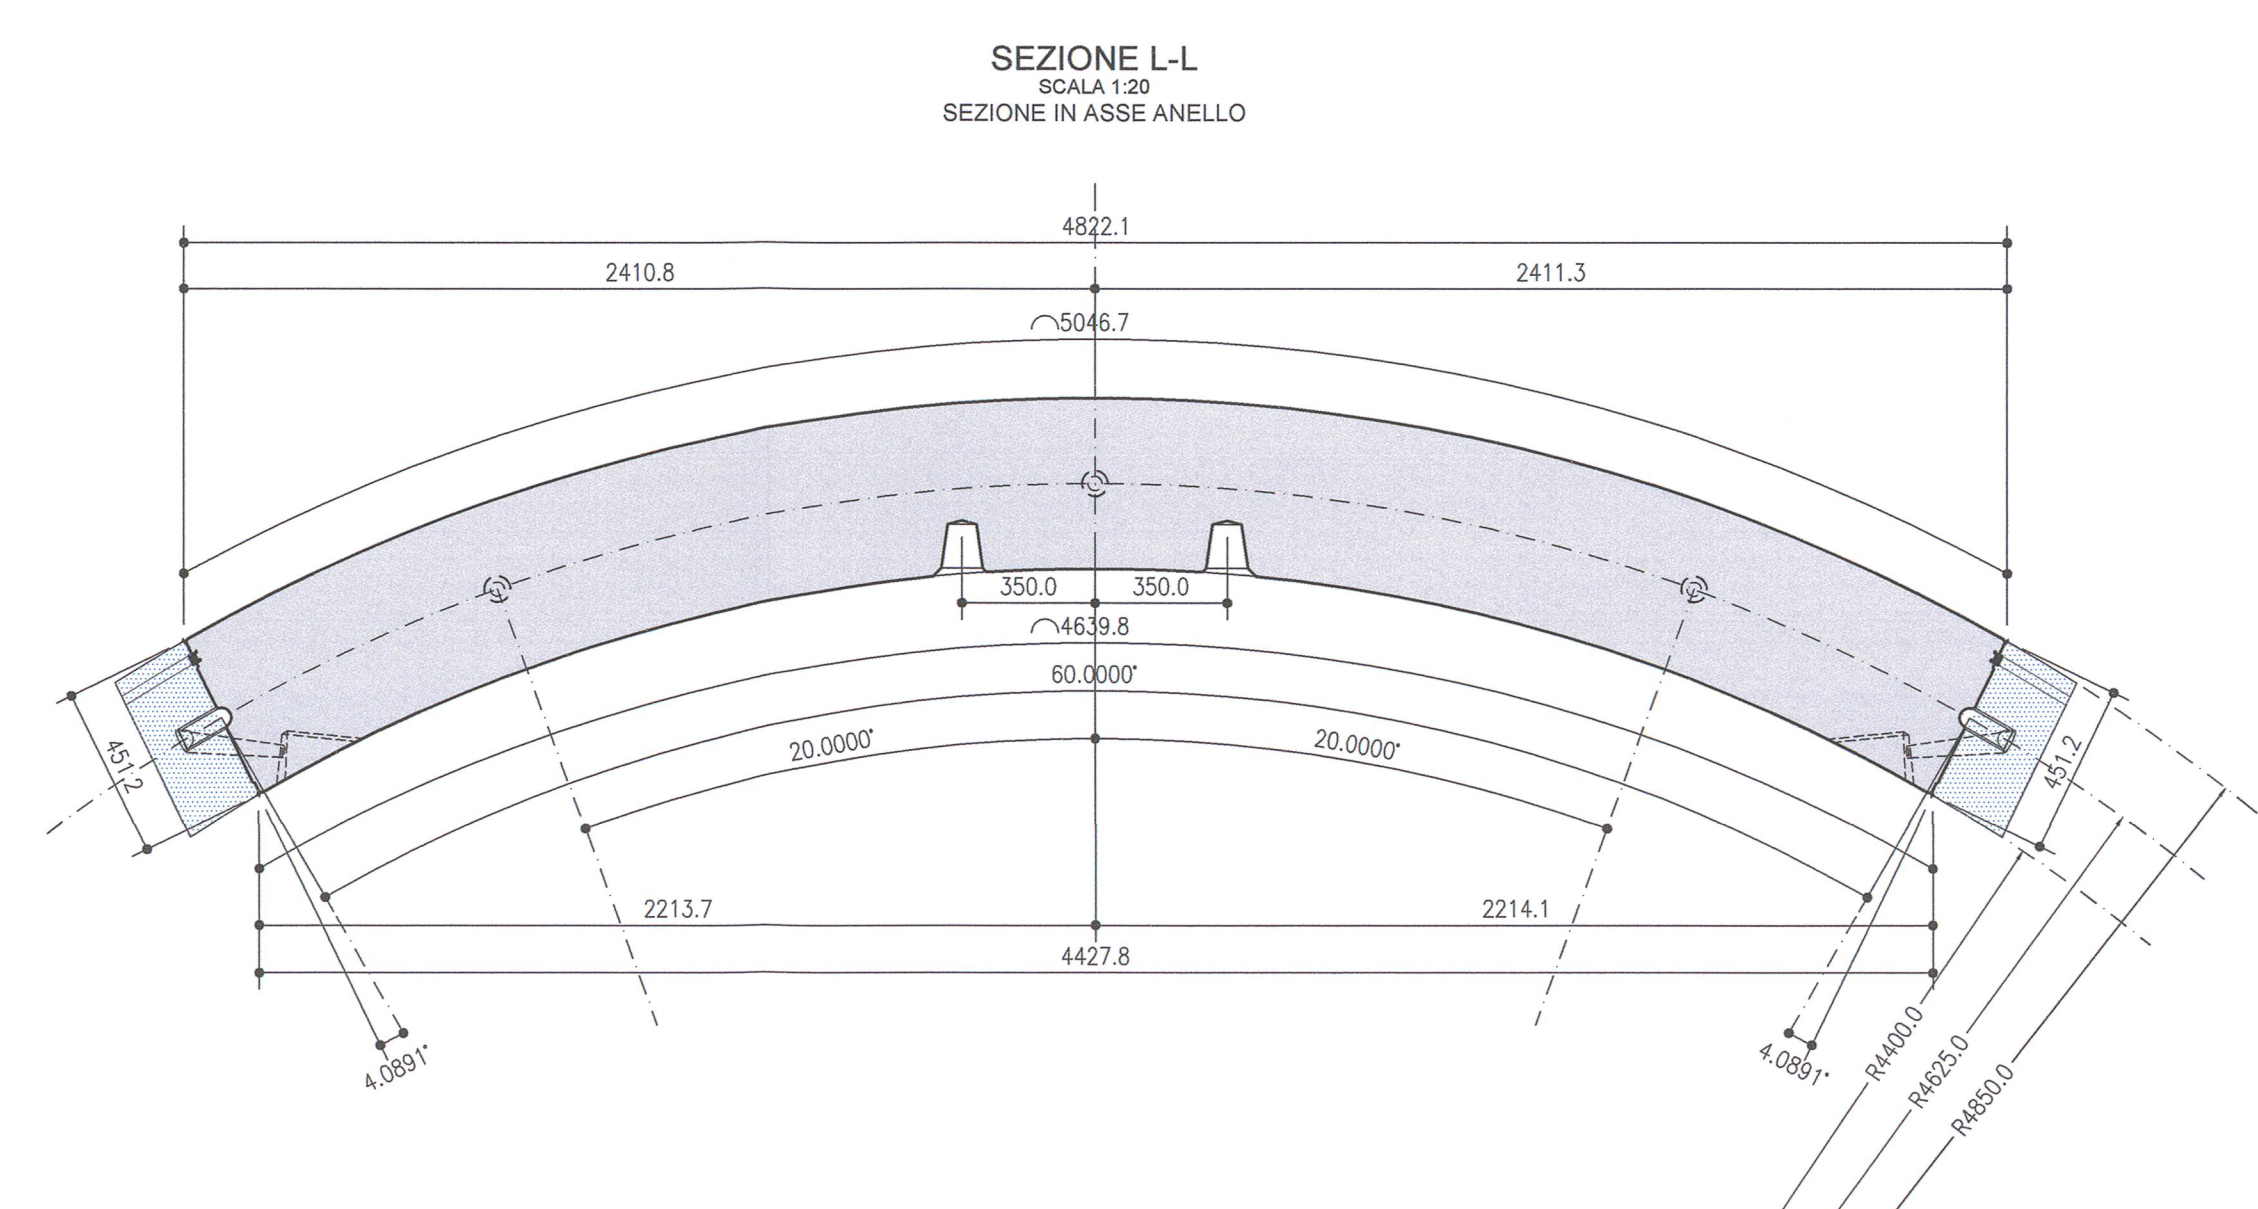 SEZIONE L-L
SCALA 1:20
SEZIONE IN ASSE ANELLO
4822.1
2410.8
2411.3
⌒5046.7
350.0
350.0
⌒4639.8
60.0000°
20.0000°
20.0000°
451.2
451.2
2213.7
2214.1
4427.8
4.0891°
4.0891°
R4400.0
R4625.0
R4850.0